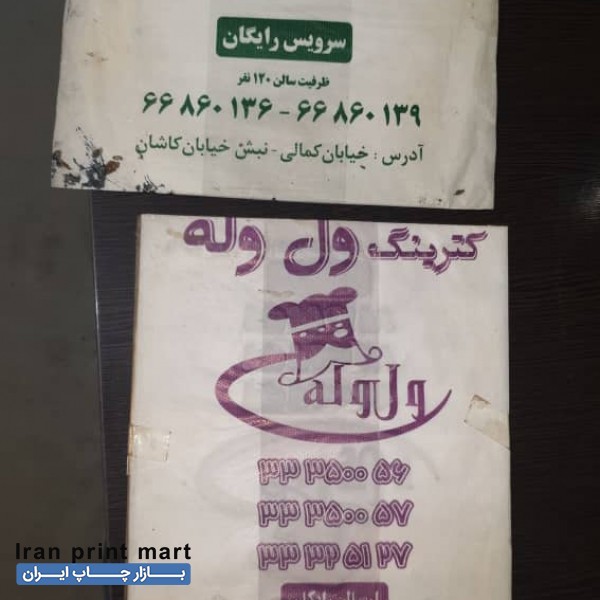 سرویس رایگان
ظرفیت سالن ۱۲۰ نفر
۶۶۸۶۰۱۳۶ - ۶۶۸۶۰۱۳۹
آدرس : خیابان کمالی - نبش خیابان کاشان
کترینگ ول وله
ول وله
۳۳۳۵۰۰۵۶
۳۳۳۵۰۰۵۷
۳۳۳۲۵۱۲۷
Iran print mart
بازار چاپ ایران